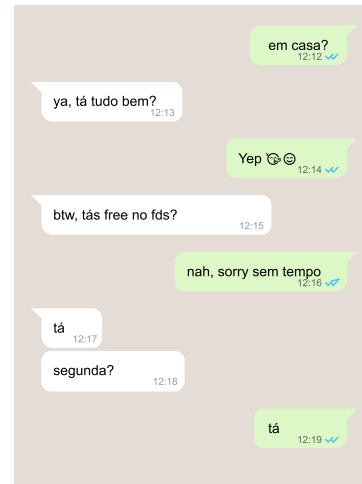 em casa?
12:12
ya, tá tudo bem?
12:13
Yep 😘😊
12:14
btw, tás free no fds?
12:15
nah, sorry sem tempo
12:16
tá
12:17
segunda?
12:18
tá
12:19